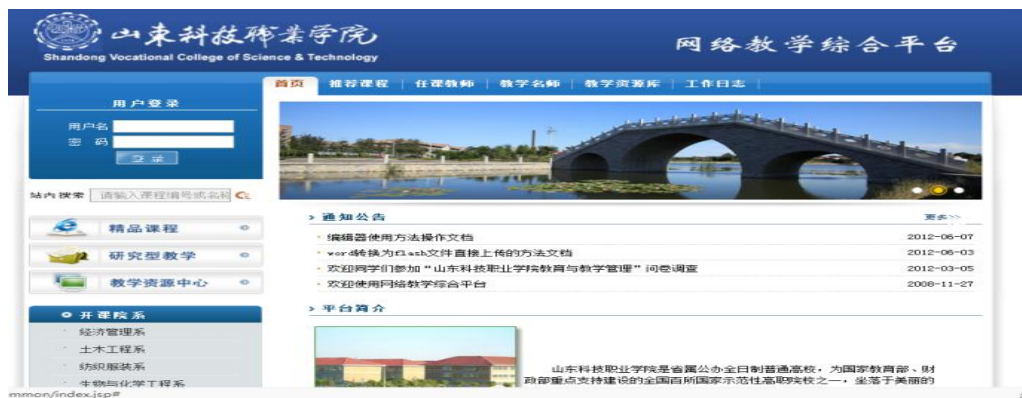 山东科技职业学院
Shandong Vocational College of Science & Technology
网络教学综合平台
首页 推荐课程 | 任课教师 | 教学名师 | 教学资源库 | 工作日志 |
用户登录
用户名
密 码
登 录
站内搜索 请输入课程编号或名称
精品课程
研究型教学
教学资源中心
开课院系
经济管理系
土木工程系
纺织服装系
生物与化学工程系
通知公告 更多>>
编辑器使用方法操作文档 2012-06-07
word转换为flash文件直接上传的方法文档 2012-06-03
欢迎同学们参加“山东科技职业学院教育与教学管理”问卷调查 2012-03-05
欢迎使用网络教学综合平台 2008-11-27
平台简介
山东科技职业学院是省属公办全日制普通高校，为国家教育部、财
政部重点支持建设的全国百所国家示范性高职院校之一，坐落于美丽的
mmon/index.jsp#